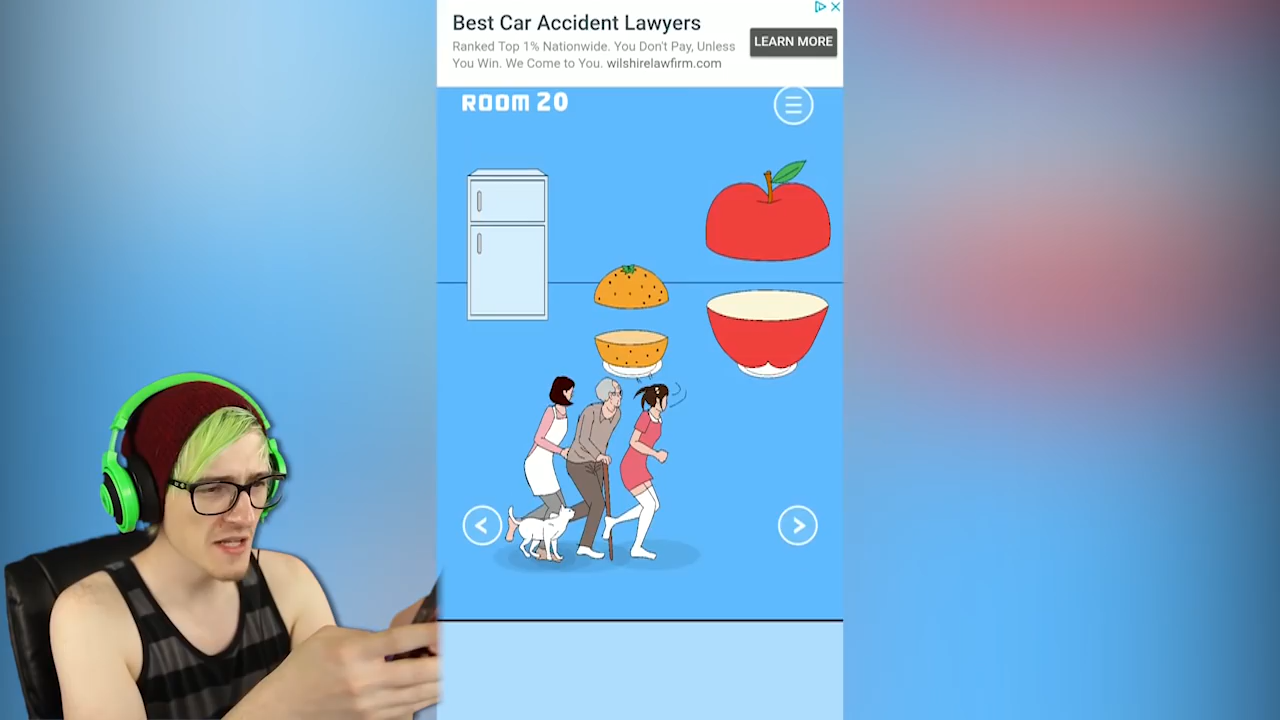 Best Car Accident Lawyers
Ranked Top 1% Nationwide. You Don't Pay, Unless
You Win. We Come to You. wilshirelawfirm.com
LEARN MORE
ROOM 20